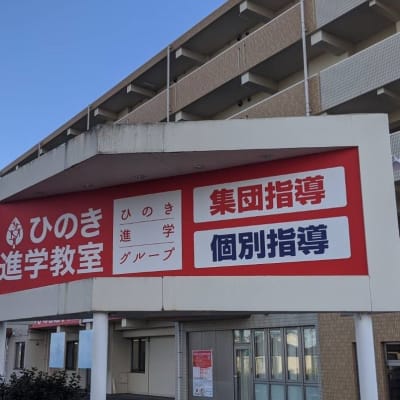 ひのき
進学教室
ひのき
進学
グループ
集団指導
個別指導